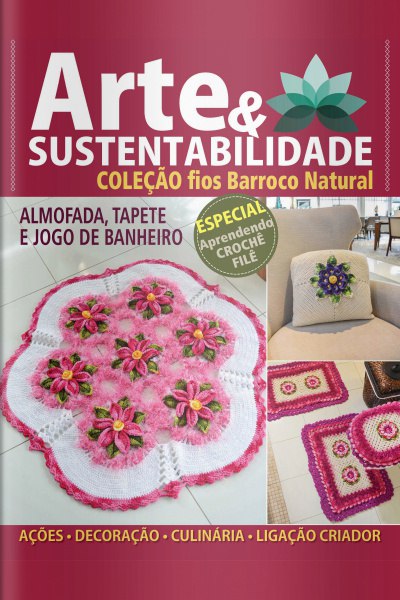 Arte&
SUSTENTABILIDADE
COLEÇÃO fios Barroco Natural
ALMOFADA, TAPETE
E JOGO DE BANHEIRO
ESPECIAL
Aprendendo
CROCHÊ
FILÉ
AÇÕES • DECORAÇÃO • CULINÁRIA • LIGAÇÃO CRIADOR